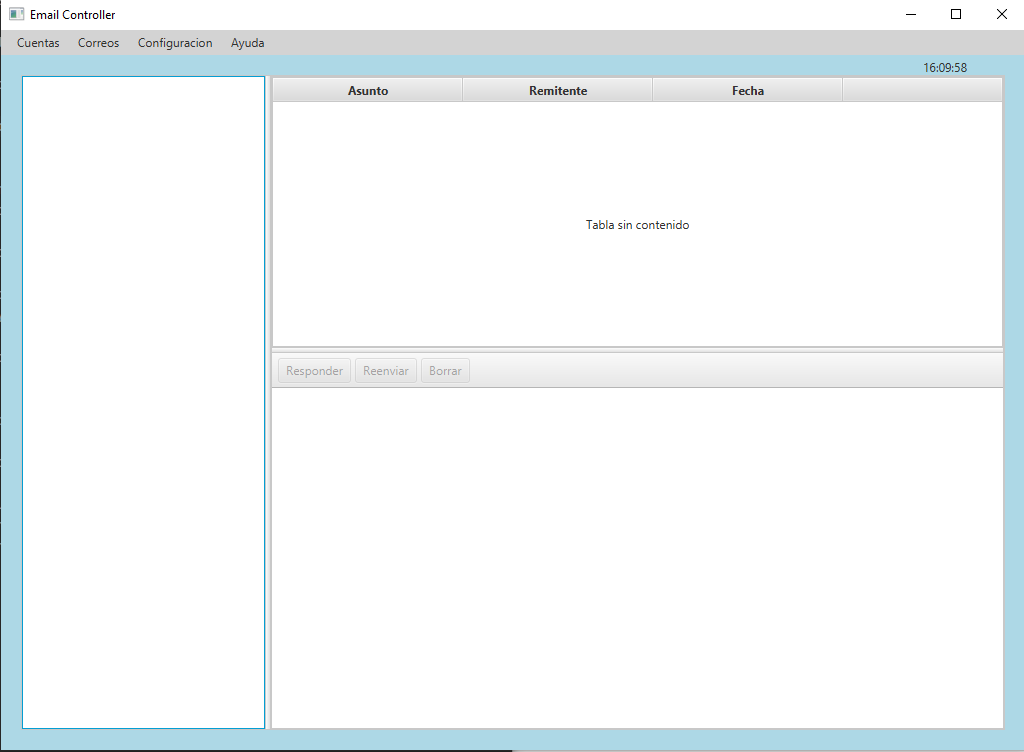 Email Controller
Cuentas Correos Configuracion Ayuda
16:09:58
Asunto Remitente Fecha
Tabla sin contenido
Responder Reenviar Borrar